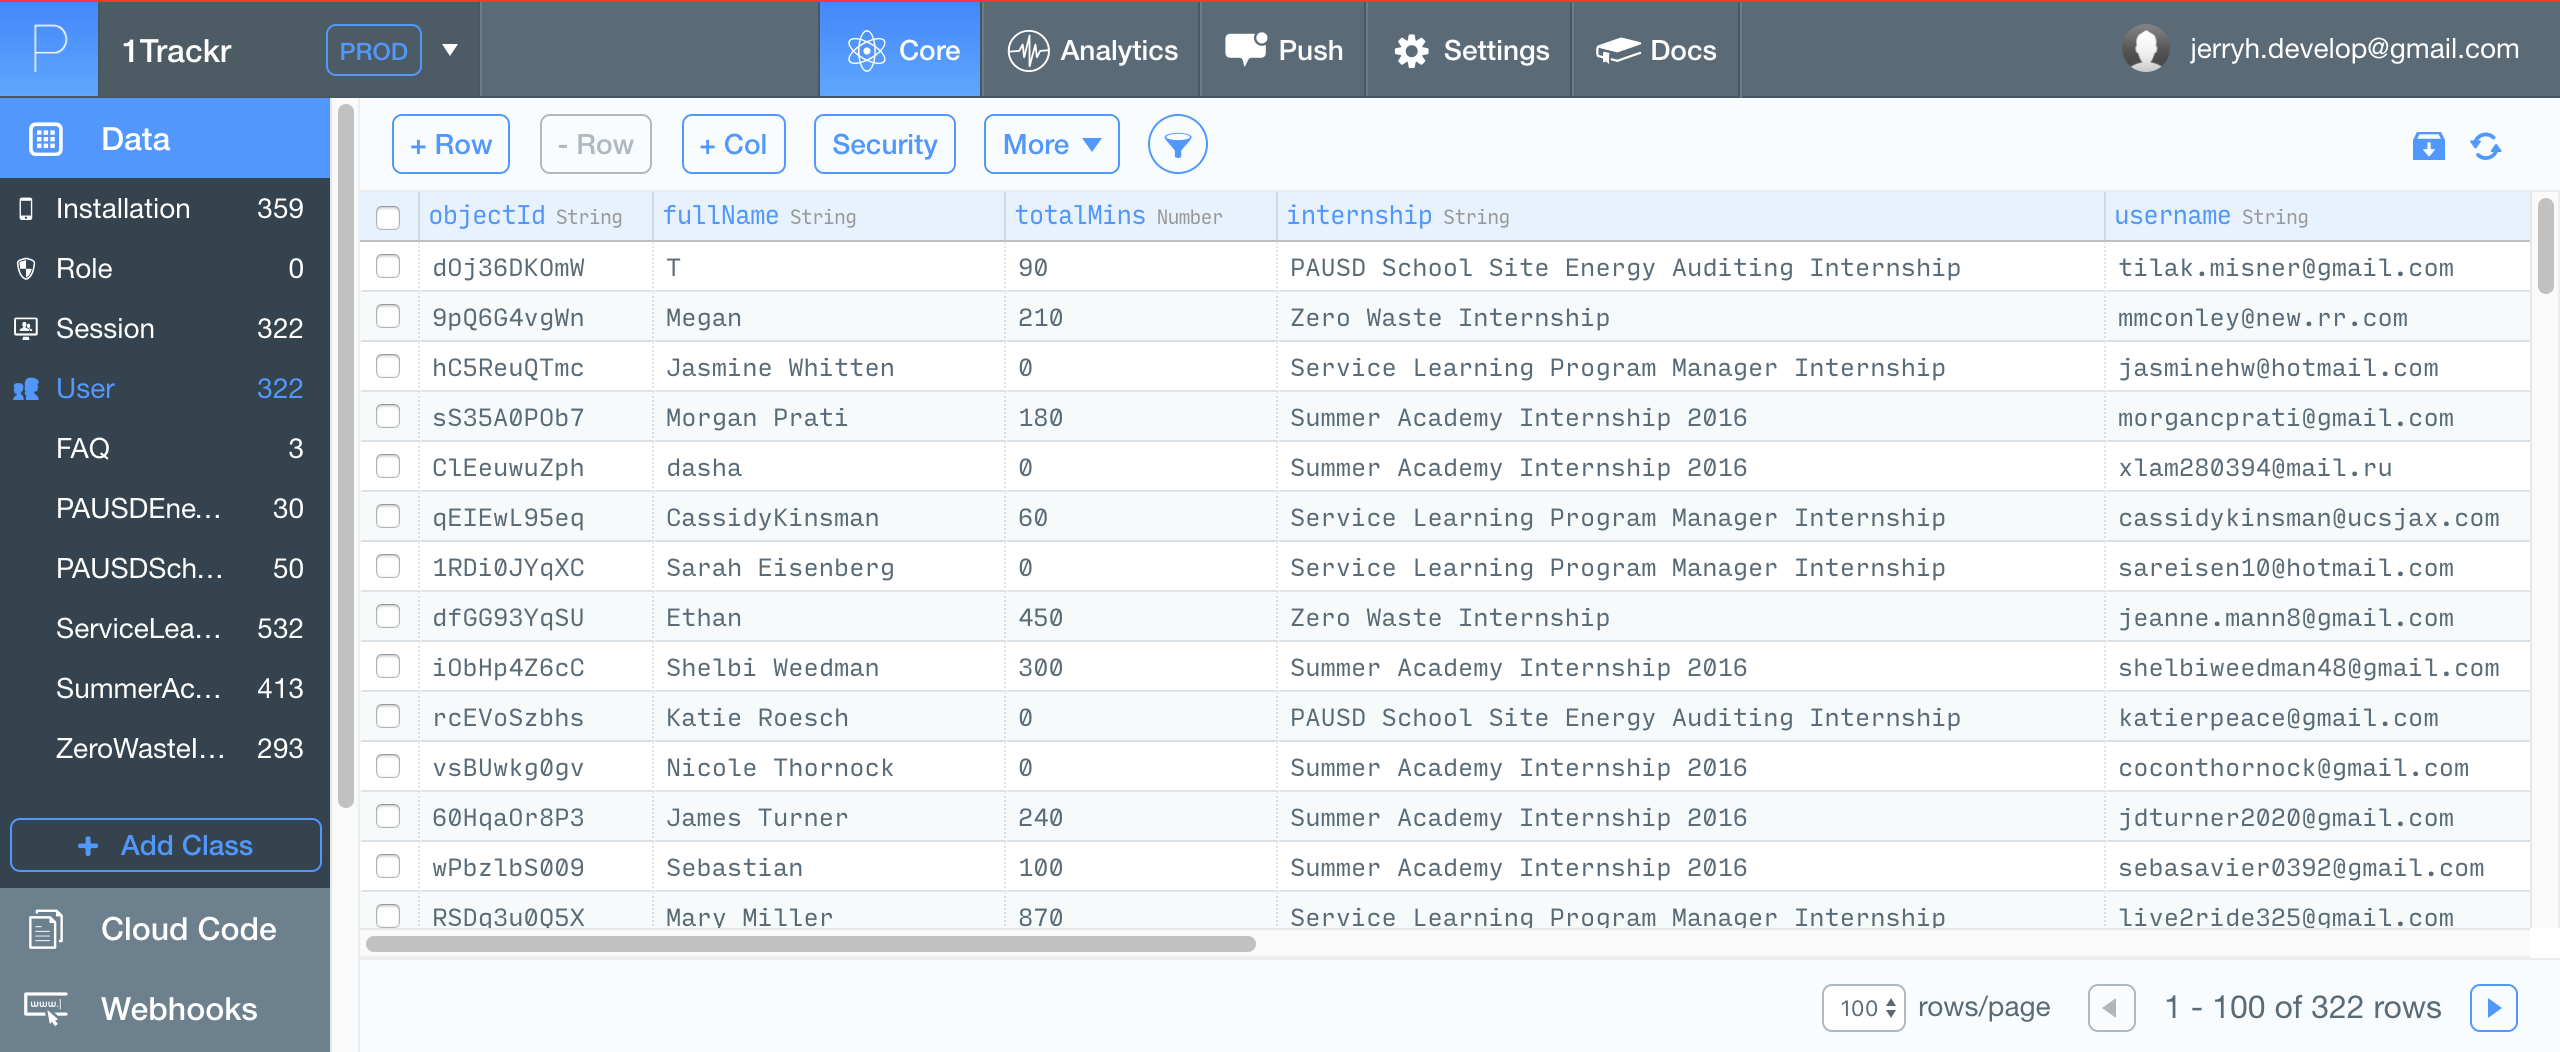 P 1Trackr PROD Core Analytics Push Settings Docs jerryh.develop@gmail.com
Data
Installation 359
Role 0
Session 322
User 322
FAQ 3
PAUSDEne... 30
PAUSDSch... 50
ServiceLea... 532
SummerAc... 413
ZeroWasteI... 293
+ Add Class
Cloud Code
www.
Webhooks
+ Row - Row + Col Security More
objectId String fullName String totalMins Number internship String username String
dOj36DKOmW T 90 PAUSD School Site Energy Auditing Internship tilak.misner@gmail.com
9pQ6G4vgWn Megan 210 Zero Waste Internship mmconley@new.rr.com
hC5ReuQTmc Jasmine Whitten 0 Service Learning Program Manager Internship jasminehw@hotmail.com
sS35A0POb7 Morgan Prati 180 Summer Academy Internship 2016 morgancprati@gmail.com
ClEeuwuZph dasha 0 Summer Academy Internship 2016 xlam280394@mail.ru
qEIEwL95eq CassidyKinsman 60 Service Learning Program Manager Internship cassidykinsman@ucsjax.com
1RDi0JYqXC Sarah Eisenberg 0 Service Learning Program Manager Internship sareisen10@hotmail.com
dfGG93YqSU Ethan 450 Zero Waste Internship jeanne.mann8@gmail.com
iObHp4Z6cC Shelbi Weedman 300 Summer Academy Internship 2016 shelbiweedman48@gmail.com
rcEVoSzbhs Katie Roesch 0 PAUSD School Site Energy Auditing Internship katierpeace@gmail.com
vsBUwkg0gv Nicole Thornock 0 Summer Academy Internship 2016 coconthornock@gmail.com
60HqaOr8P3 James Turner 240 Summer Academy Internship 2016 jdturner2020@gmail.com
wPbzlbS009 Sebastian 100 Summer Academy Internship 2016 sebasavier0392@gmail.com
RSDq3u0Q5X Mary Miller 870 Service Learning Program Manager Internship live2ride325@gmail.com
100 rows/page 1 - 100 of 322 rows